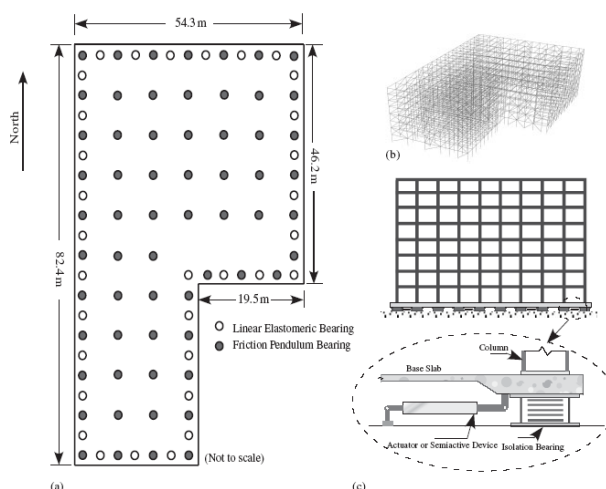 54.3 m
North
46.2 m
82.4 m
19.5 m
Linear Elastomeric Bearing
Friction Pendulum Bearing
(Not to scale)
(a)
(b)
Column
Base Slab
Actuator or Semiactive Device
Isolation Bearing
(c)